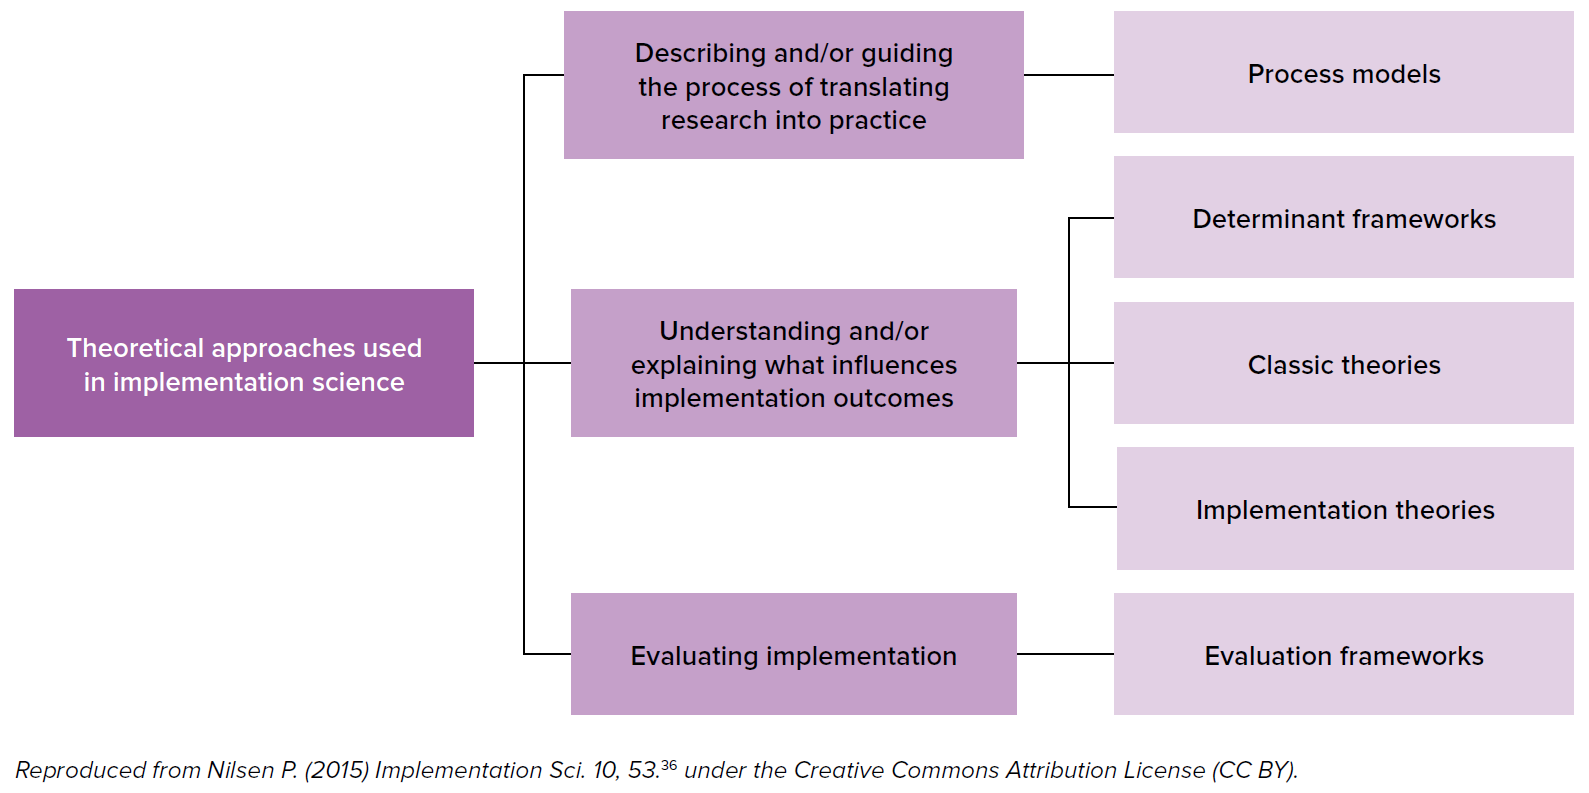 Describing and/or guiding
the process of translating
research into practice
Process models
Determinant frameworks
Theoretical approaches used
in implementation science
Understanding and/or
explaining what influences
implementation outcomes
Classic theories
Implementation theories
Evaluating implementation
Evaluation frameworks
Reproduced from Nilsen P. (2015) Implementation Sci. 10, 53.³⁶ under the Creative Commons Attribution License (CC BY).